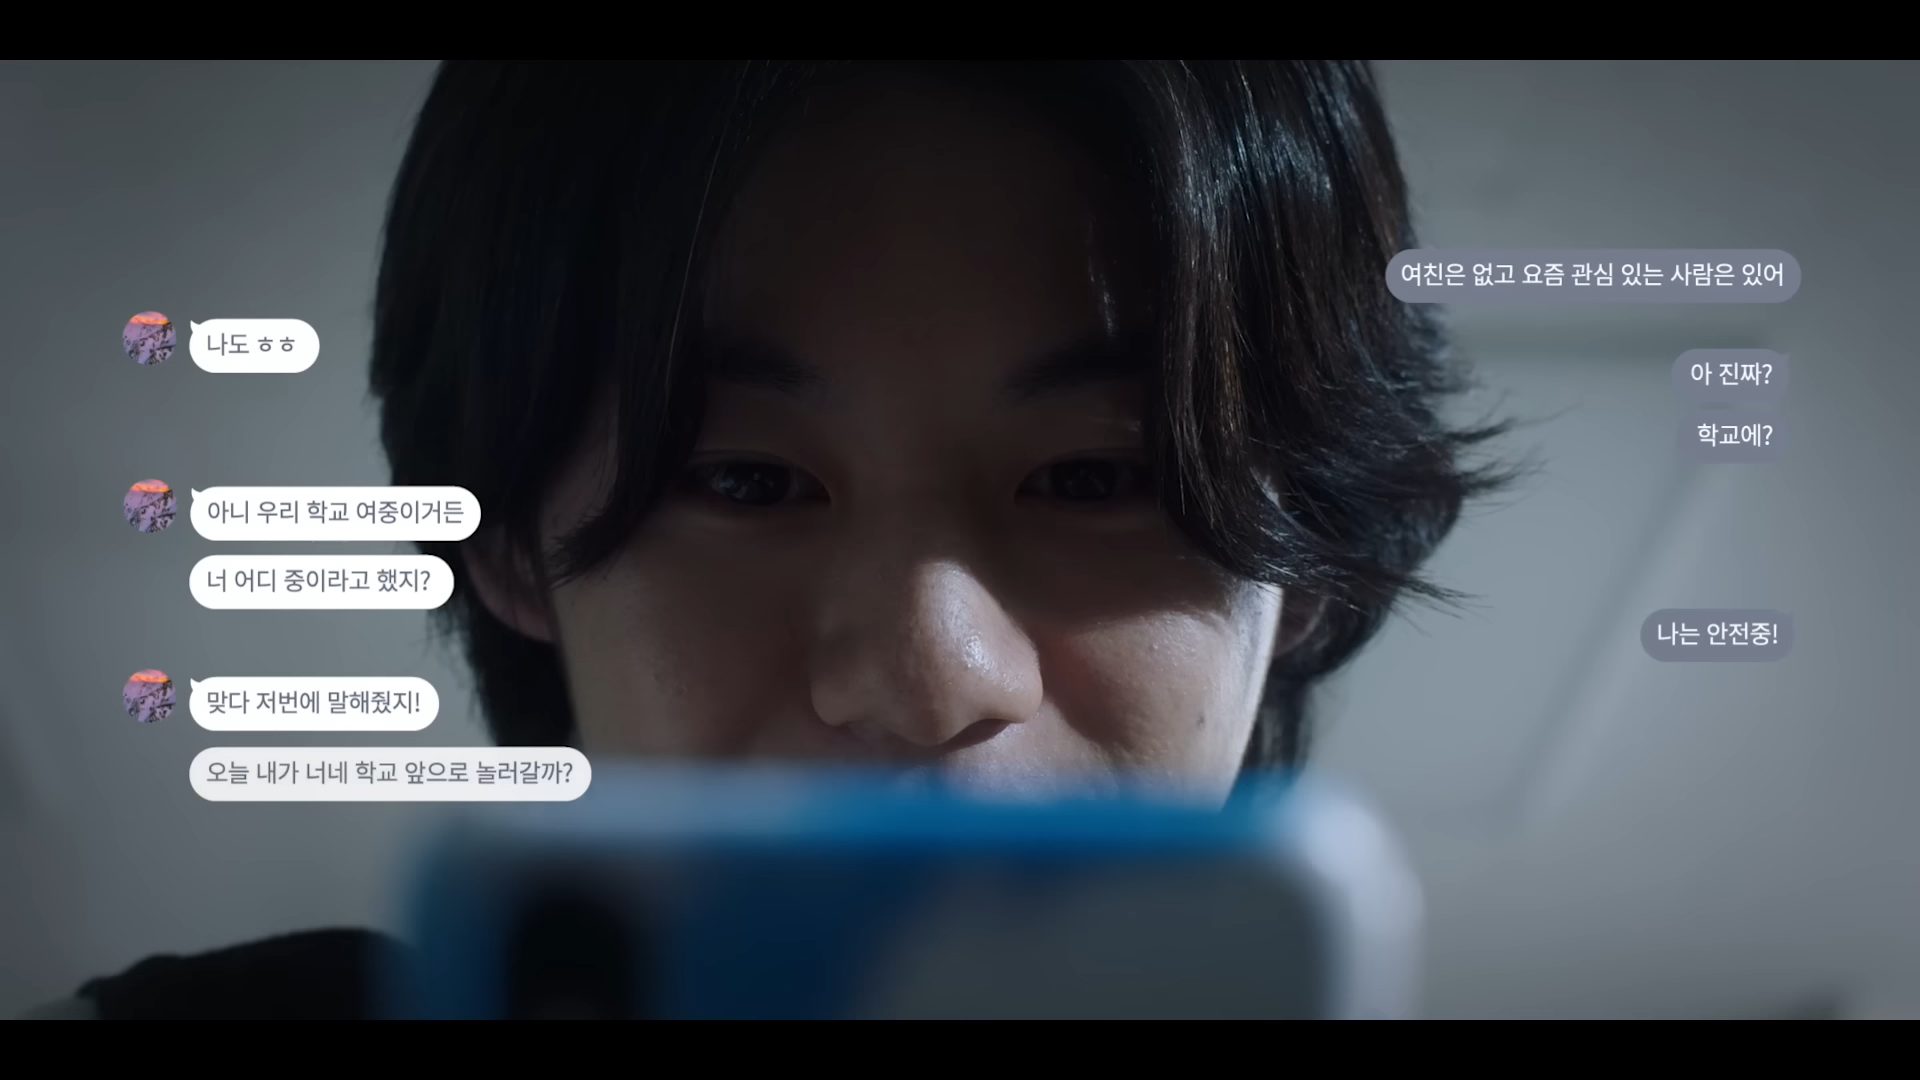 여친은 없고 요즘 관심 있는 사람은 있어
나도 ㅎㅎ
아 진짜?
학교에?
아니 우리 학교 여중이거든
너 어디 중이라고 했지?
나는 안전중!
맞다 저번에 말해줬지!
오늘 내가 너네 학교 앞으로 놀러갈까?